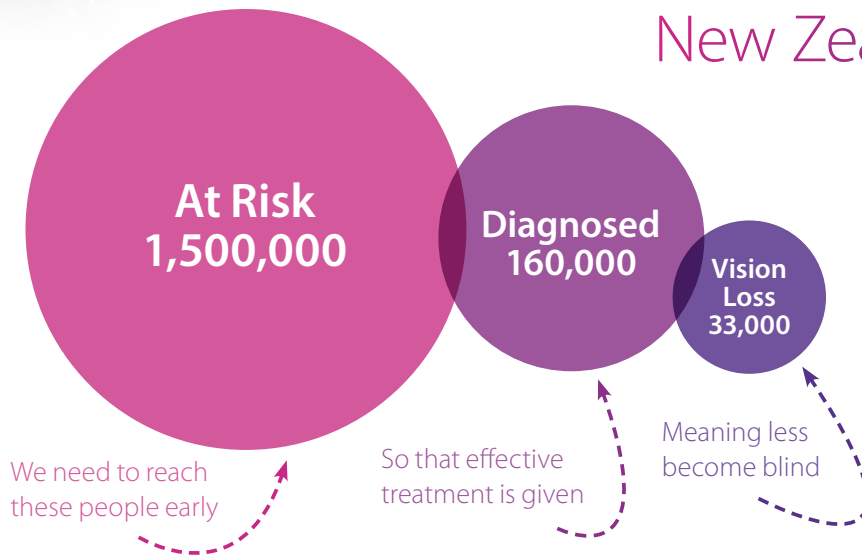 New Zea
At Risk
1,500,000
Diagnosed
160,000
Vision
Loss
33,000
We need to reach
these people early
So that effective
treatment is given
Meaning less
become blind